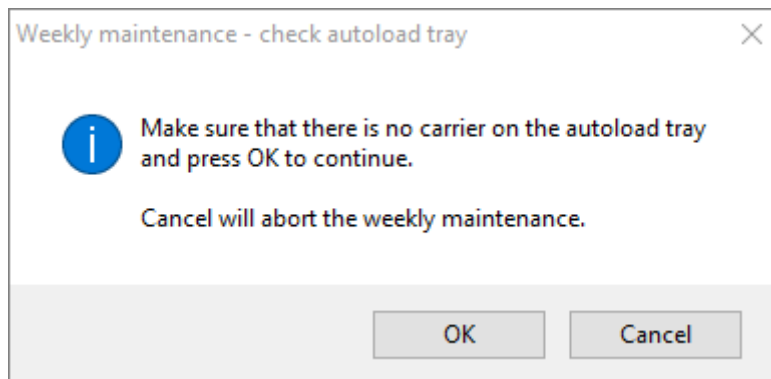 Weekly maintenance - check autoload tray
Make sure that there is no carrier on the autoload tray
and press OK to continue.
Cancel will abort the weekly maintenance.
OK
Cancel